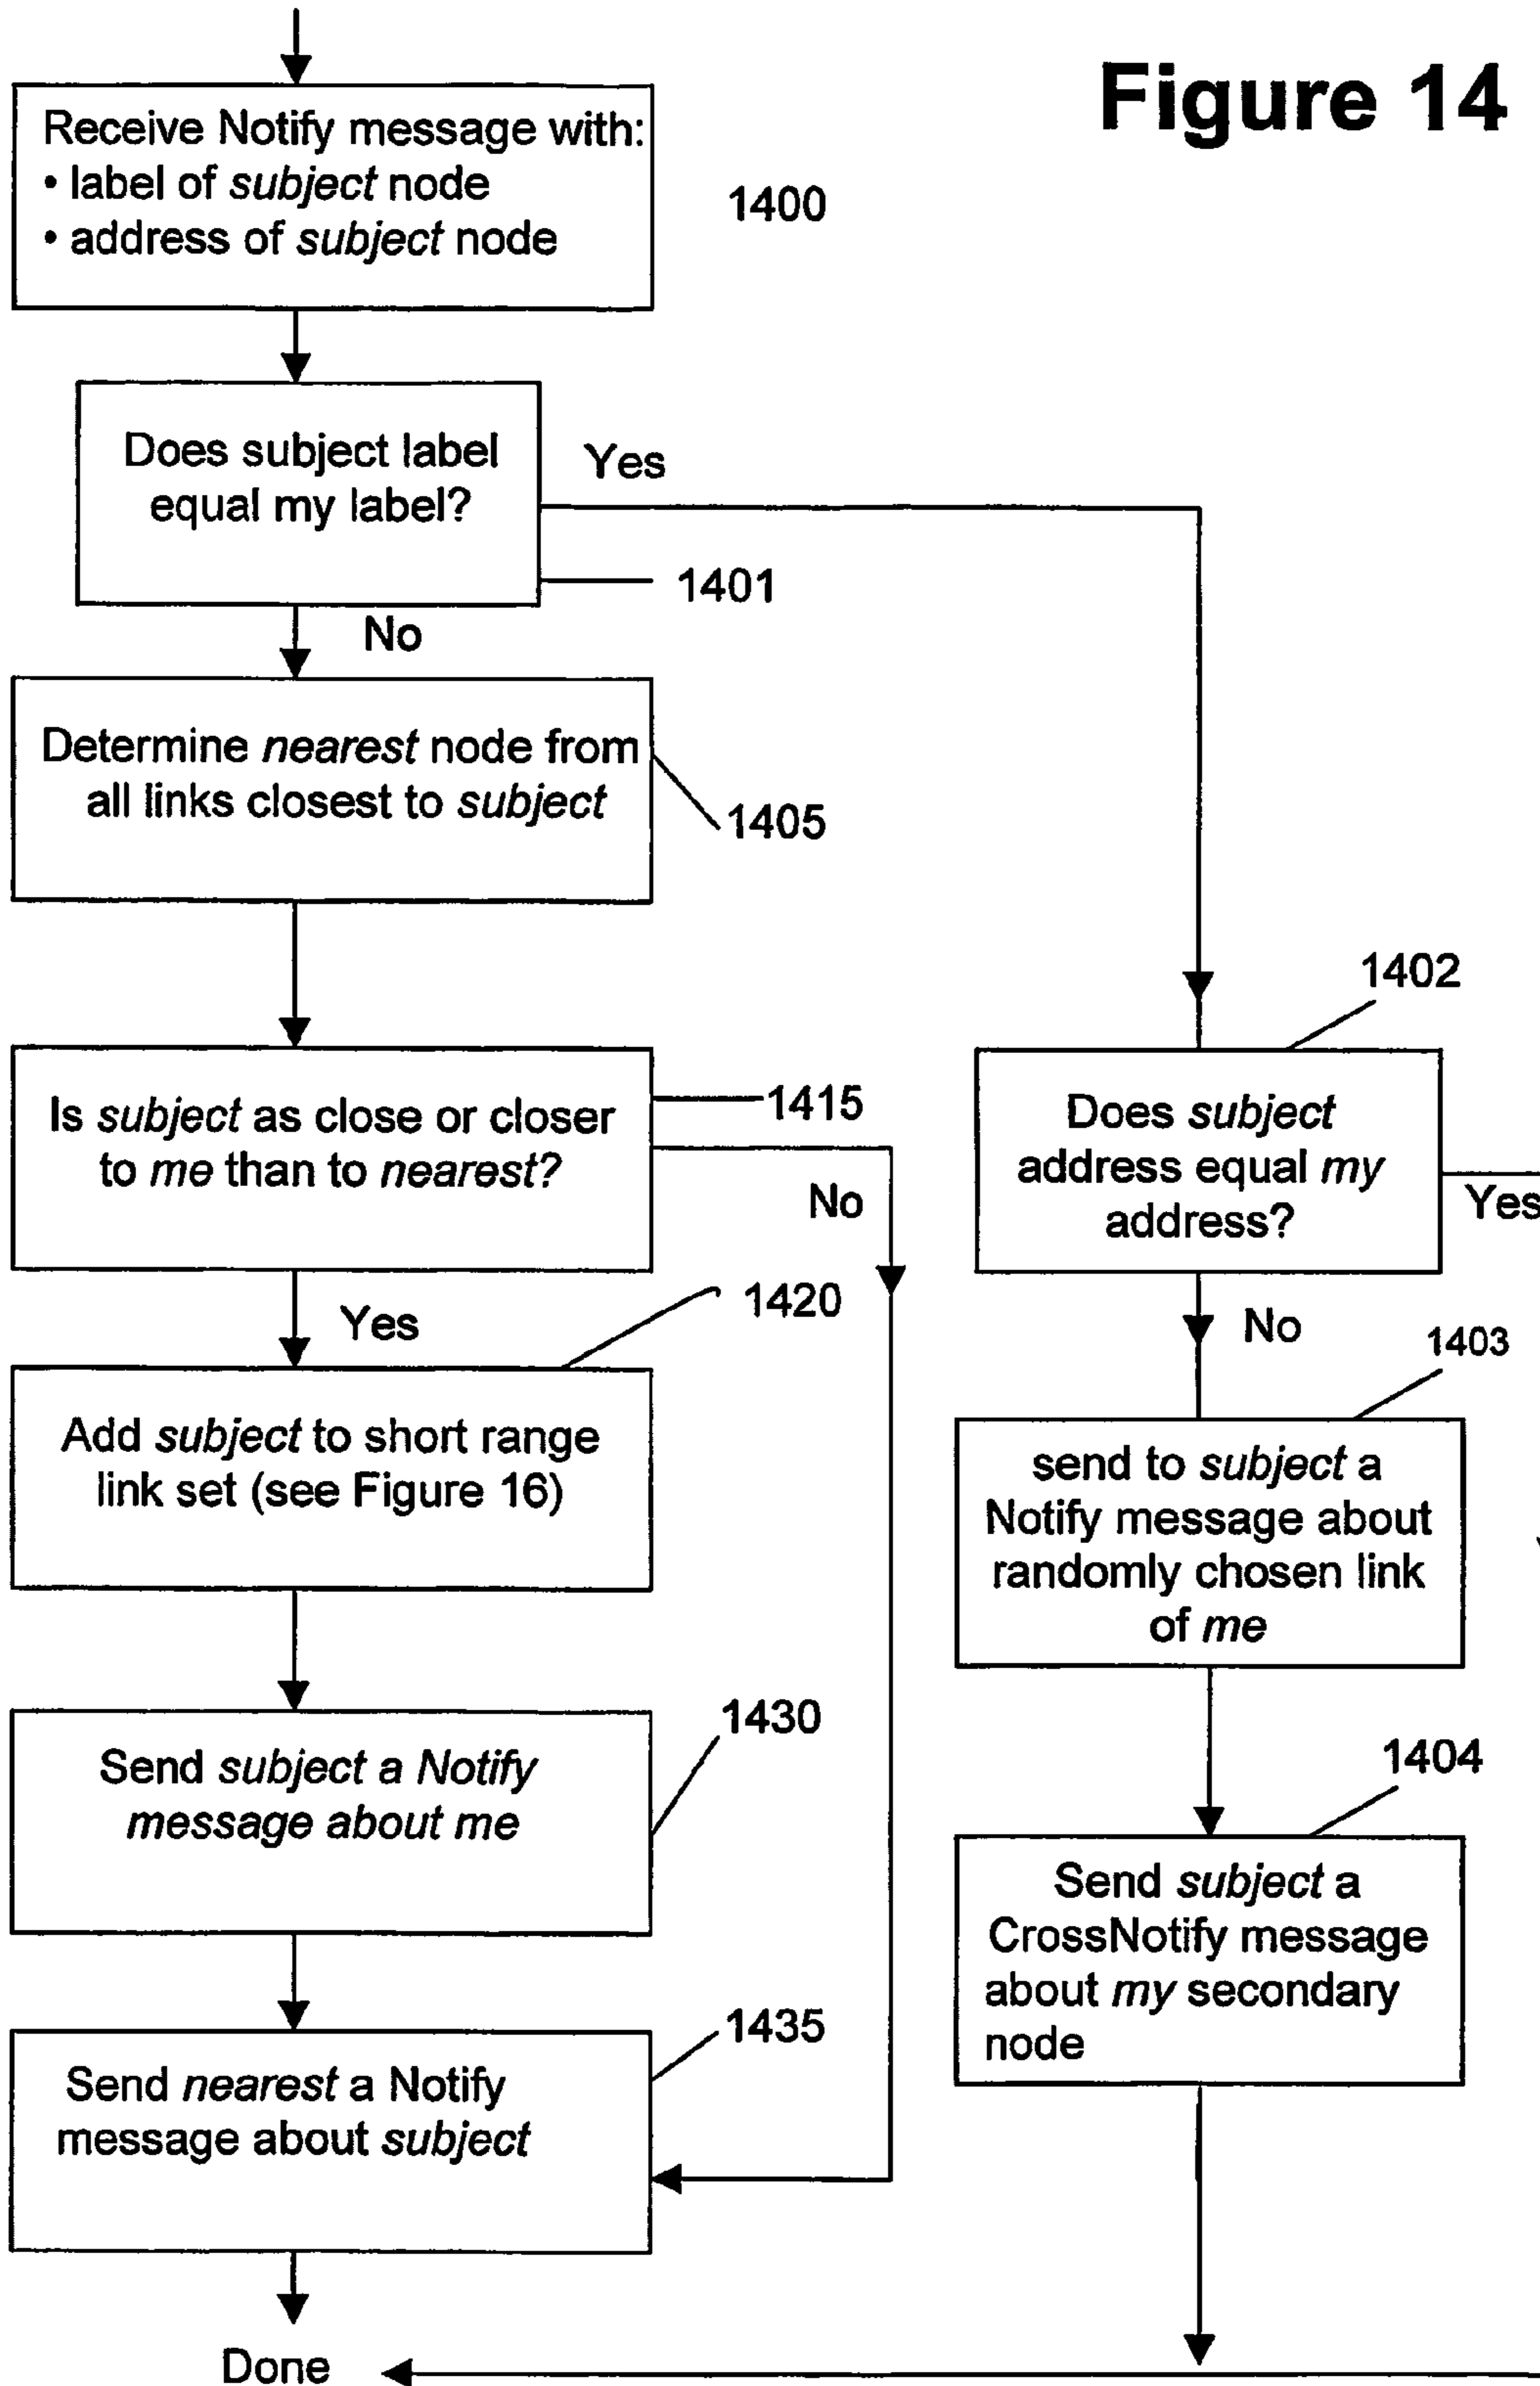 Figure 14
Receive Notify message with:
• label of subject node
• address of subject node
1400
Does subject label
equal my label?
Yes
1401
No
Determine nearest node from
all links closest to subject
1405
Is subject as close or closer
to me than to nearest?
1415
No
Yes
1420
Add subject to short range
link set (see Figure 16)
Send subject a Notify
message about me
1430
Send nearest a Notify
message about subject
1435
Done
1402
Does subject
address equal my
address?
Yes
No
1403
send to subject a
Notify message about
randomly chosen link
of me
1404
Send subject a
CrossNotify message
about my secondary
node